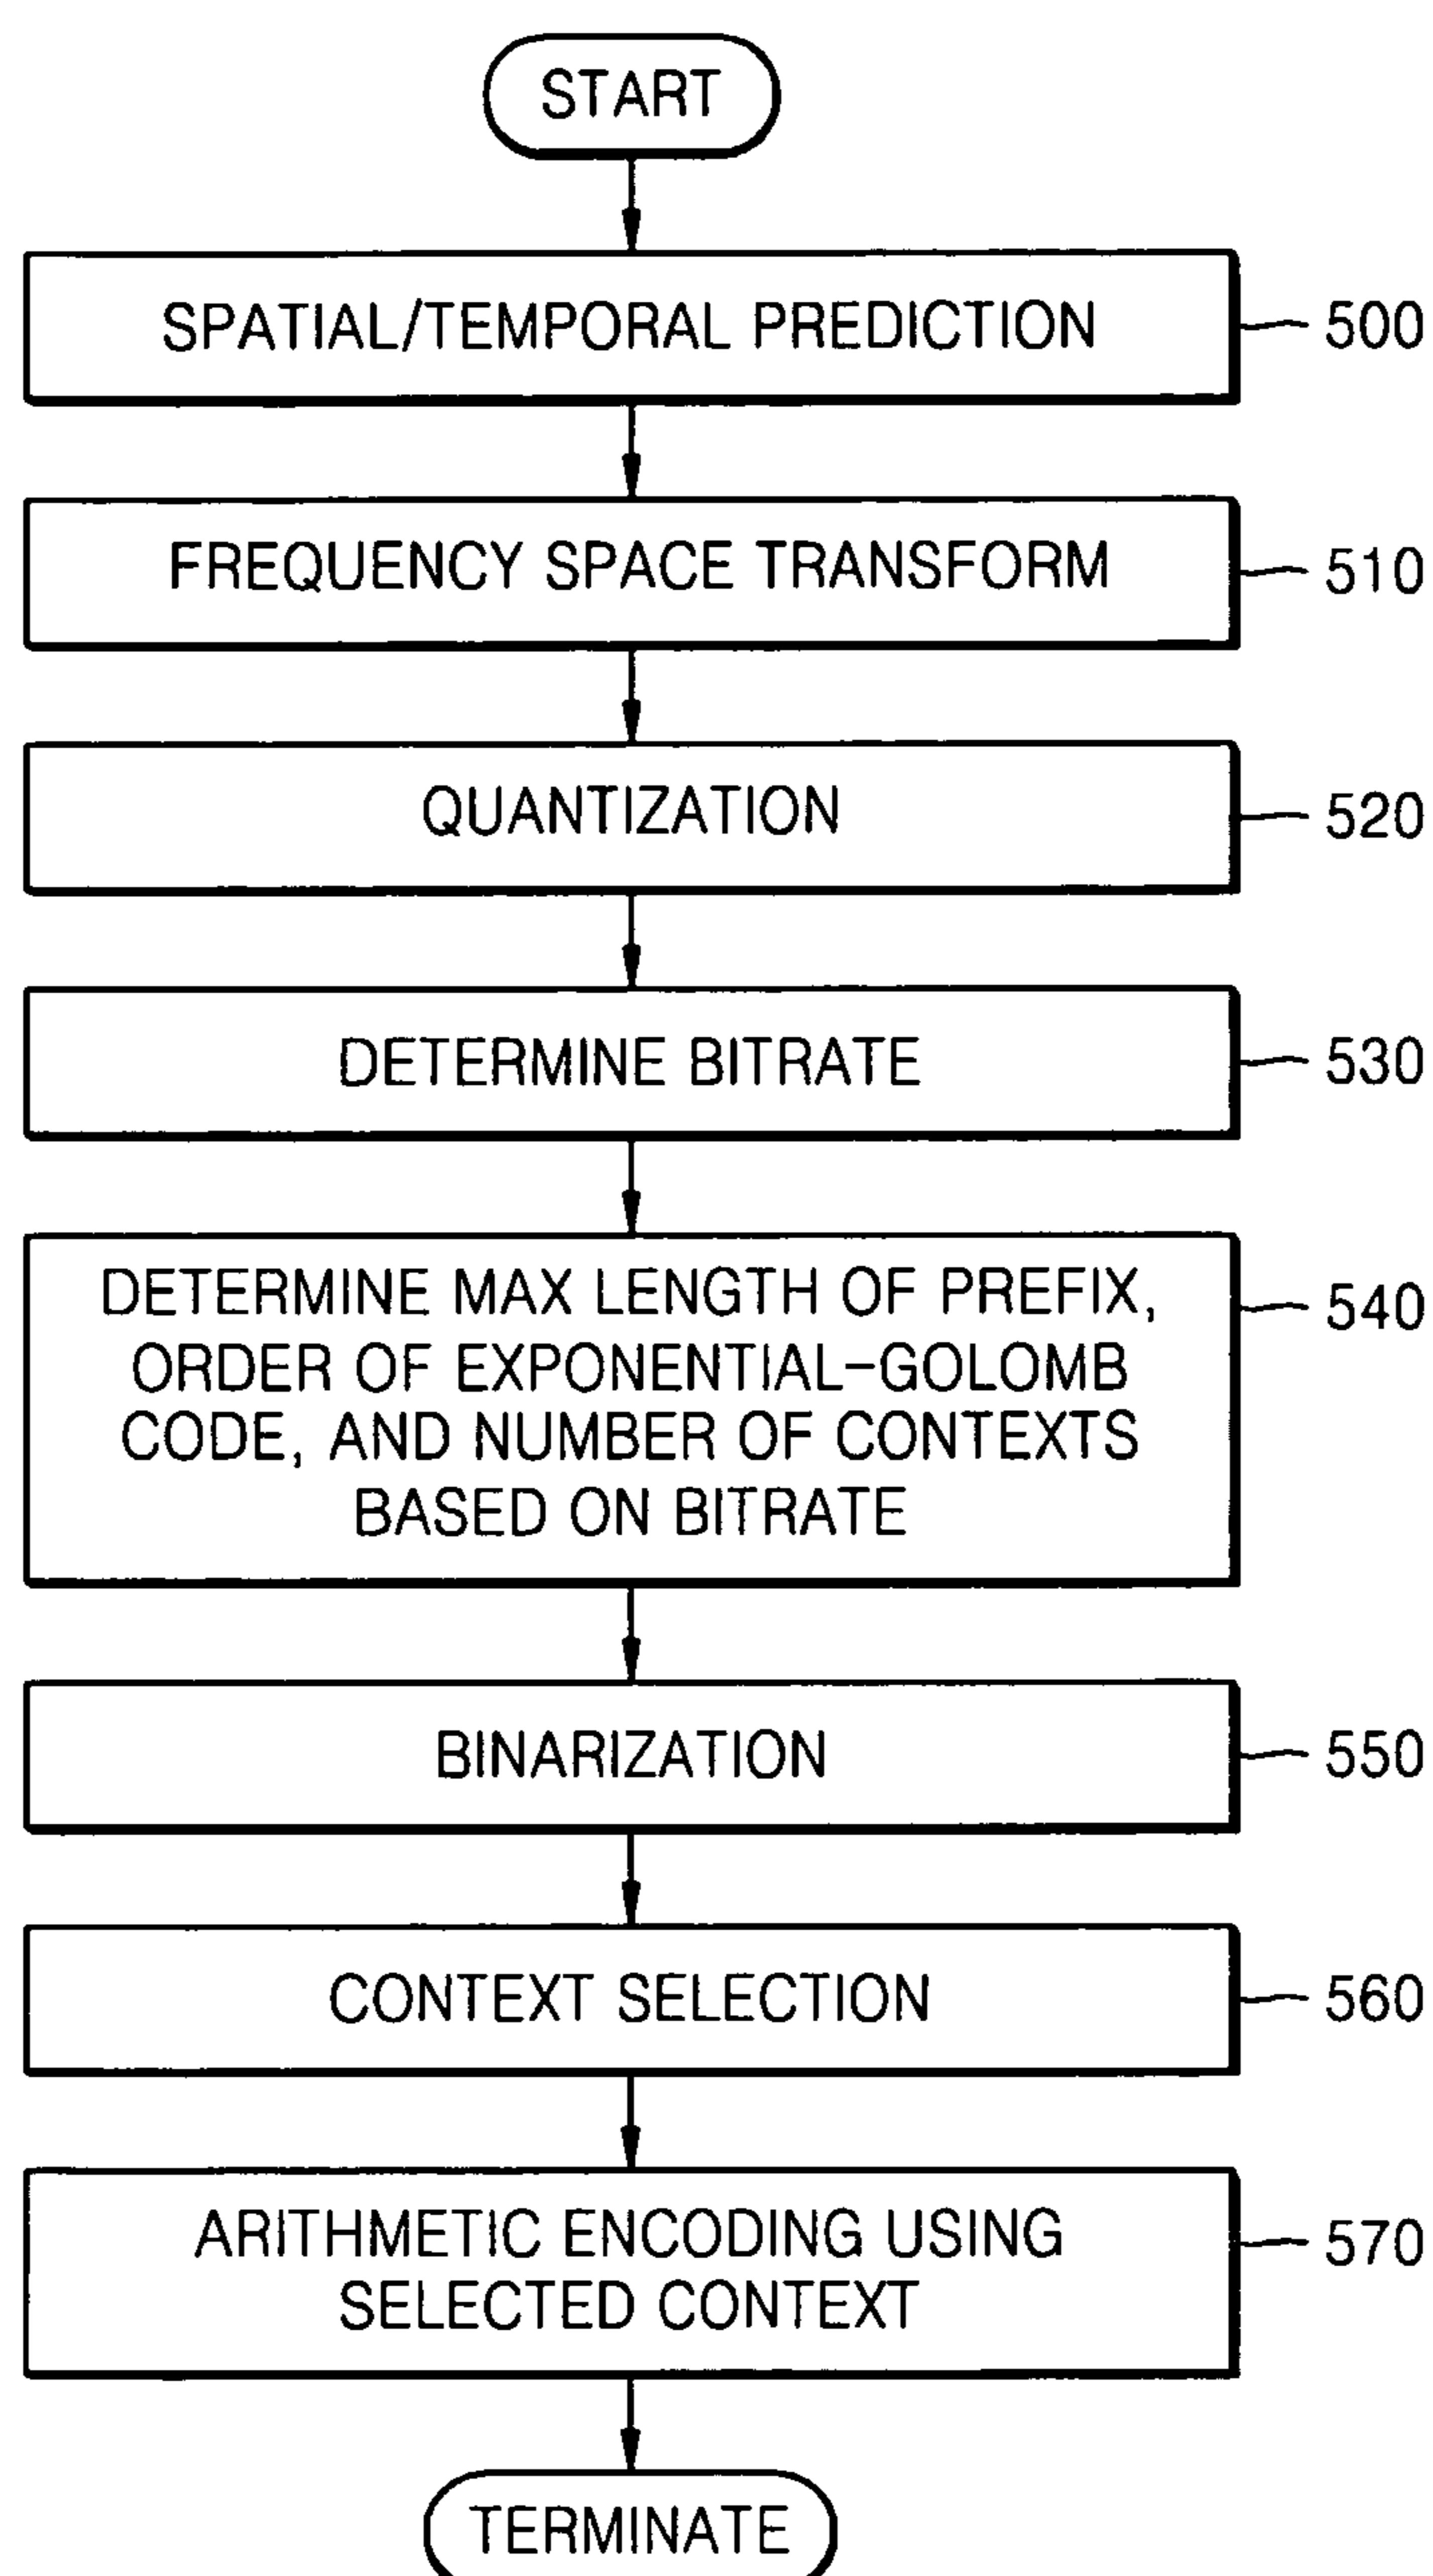 START
SPATIAL/TEMPORAL PREDICTION
500
FREQUENCY SPACE TRANSFORM
510
QUANTIZATION
520
DETERMINE BITRATE
530
DETERMINE MAX LENGTH OF PREFIX,
ORDER OF EXPONENTIAL-GOLOMB
CODE, AND NUMBER OF CONTEXTS
BASED ON BITRATE
540
BINARIZATION
550
CONTEXT SELECTION
560
ARITHMETIC ENCODING USING
SELECTED CONTEXT
570
TERMINATE